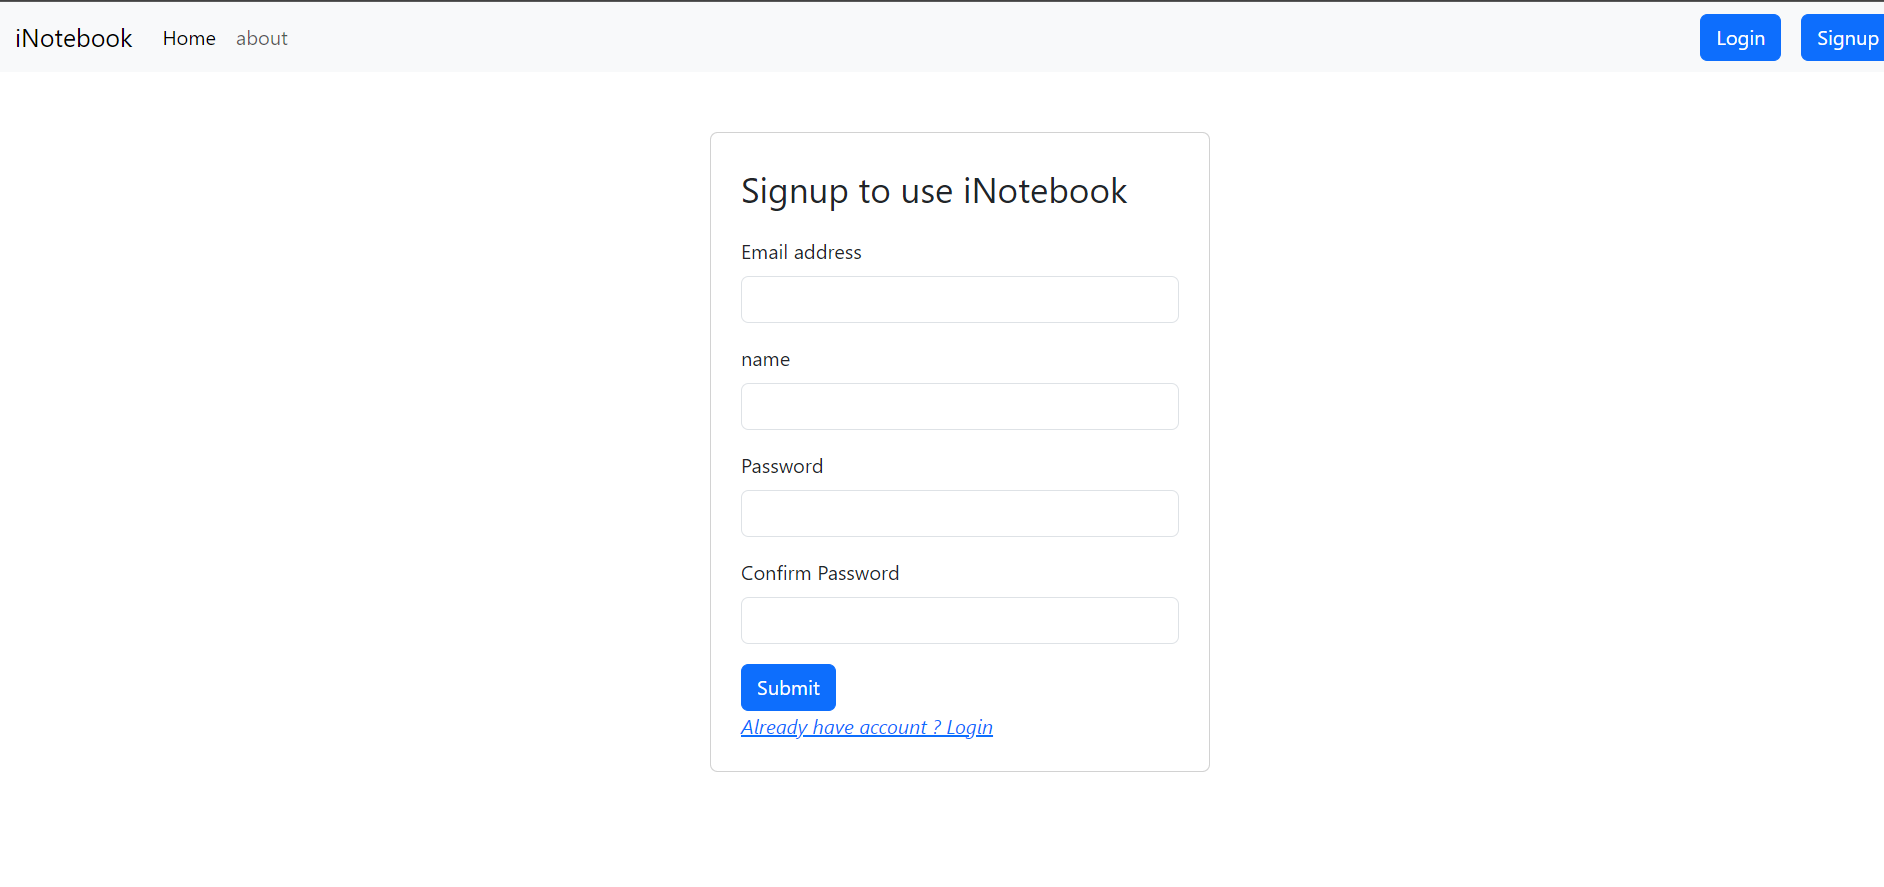 iNotebook Home about Login Signup
Signup to use iNotebook
Email address
name
Password
Confirm Password
Submit
Already have account ? Login